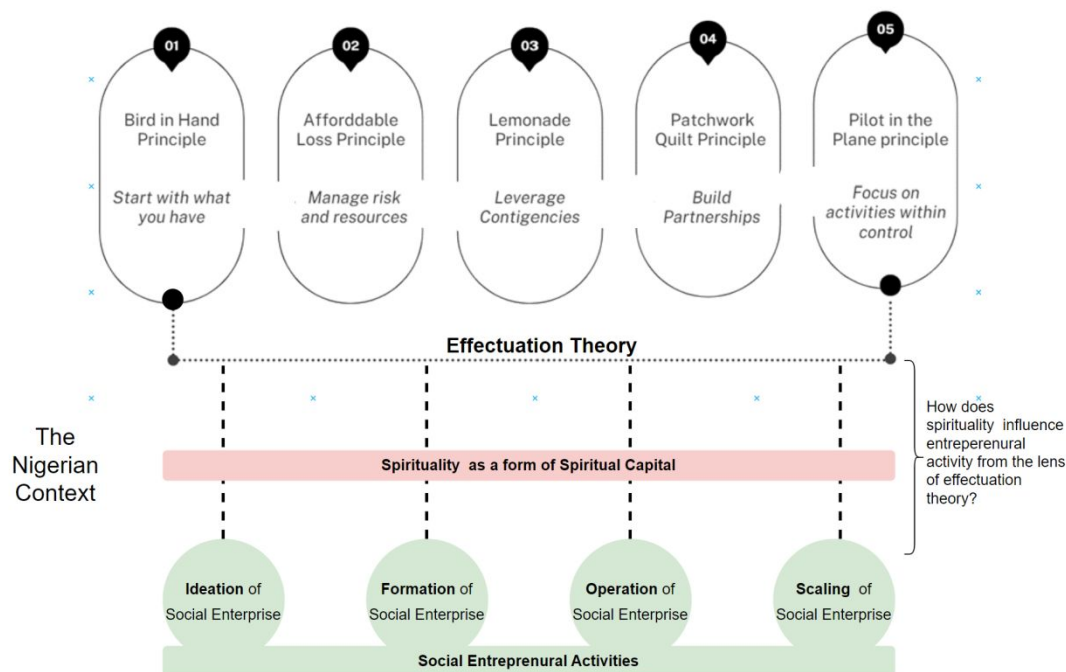 01
Bird in Hand
Principle
Start with what
you have
02
Afforddable
Loss Principle
Manage risk
and resources
03
Lemonade
Principle
Leverage
Contigencies
04
Patchwork
Quilt Principle
Build
Partnerships
05
Pilot in the
Plane principle
Focus on
activities within
control
Effectuation Theory
The
Nigerian
Context
Spirituality as a form of Spiritual Capital
How does
spirituality influence
entreperenural
activity from the lens
of effectuation
theory?
Ideation of
Social Enterprise
Formation of
Social Enterprise
Operation of
Social Enterprise
Scaling of
Social Enterprise
Social Entreprenural Activities